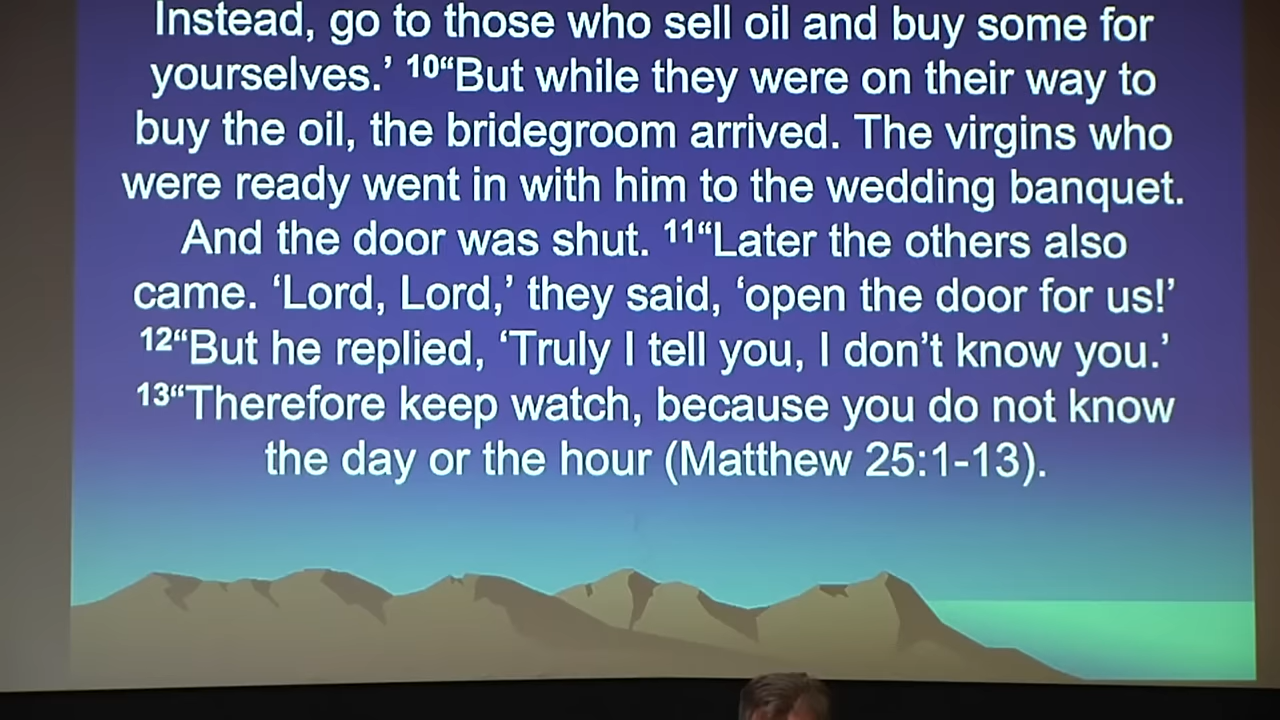 Instead, go to those who sell oil and buy some for
yourselves.’ 10“But while they were on their way to
buy the oil, the bridegroom arrived. The virgins who
were ready went in with him to the wedding banquet.
And the door was shut. 11“Later the others also
came. ‘Lord, Lord,’ they said, ‘open the door for us!’
12“But he replied, ‘Truly I tell you, I don’t know you.’
13“Therefore keep watch, because you do not know
the day or the hour (Matthew 25:1-13).